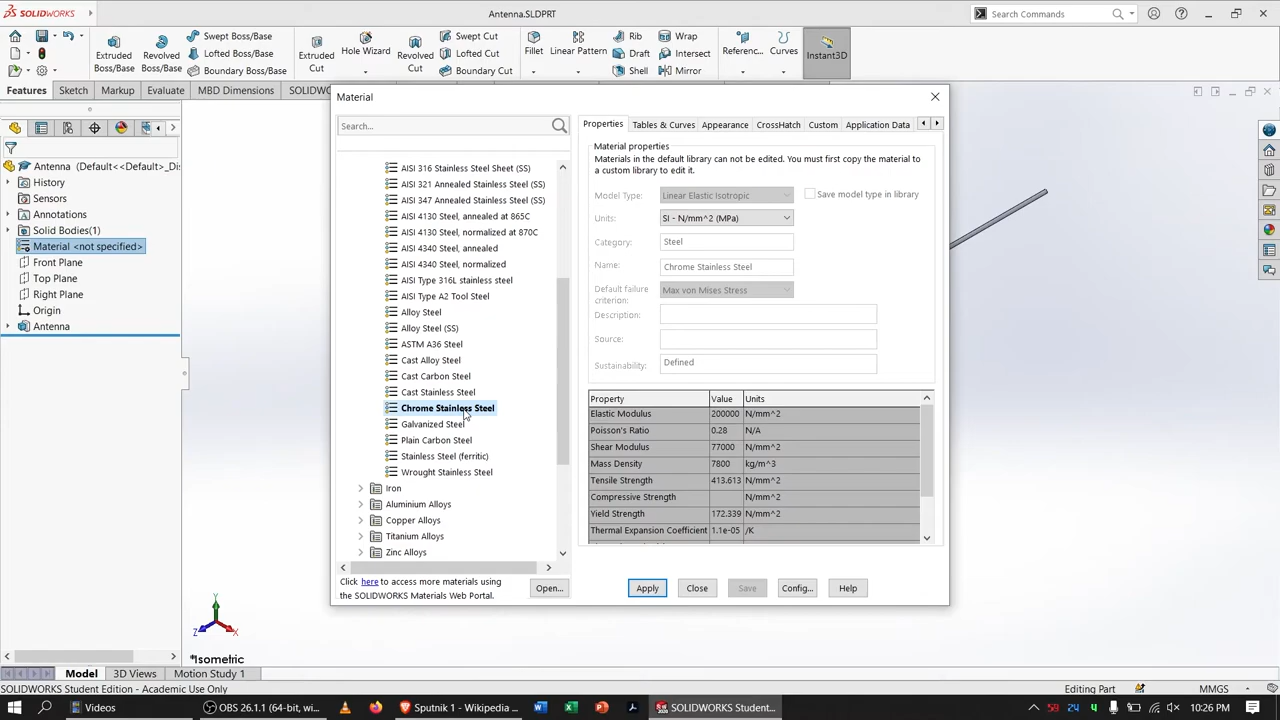 SOLIDWORKS
Antenna.SLDPRT
Search Commands
Extruded Boss/Base
Revolved Boss/Base
Swept Boss/Base
Lofted Boss/Base
Boundary Boss/Base
Extruded Cut
Hole Wizard
Revolved Cut
Swept Cut
Lofted Cut
Boundary Cut
Fillet
Linear Pattern
Rib
Draft
Shell
Wrap
Intersect
Mirror
Referenc...
Curves
Instant3D
Features
Sketch
Markup
Evaluate
MBD Dimensions
SOLIDWO
Antenna (Default<<Default>_Dis
History
Sensors
Annotations
Solid Bodies(1)
Material <not specified>
Front Plane
Top Plane
Right Plane
Origin
Antenna
Material
Search...
AISI 316 Stainless Steel Sheet (SS)
AISI 321 Annealed Stainless Steel (SS)
AISI 347 Annealed Stainless Steel (SS)
AISI 4130 Steel, annealed at 865C
AISI 4130 Steel, normalized at 870C
AISI 4340 Steel, annealed
AISI 4340 Steel, normalized
AISI Type 316L stainless steel
AISI Type A2 Tool Steel
Alloy Steel
Alloy Steel (SS)
ASTM A36 Steel
Cast Alloy Steel
Cast Carbon Steel
Cast Stainless Steel
Chrome Stainless Steel
Galvanized Steel
Plain Carbon Steel
Stainless Steel (ferritic)
Wrought Stainless Steel
Iron
Aluminium Alloys
Copper Alloys
Titanium Alloys
Zinc Alloys
Click here to access more materials using
the SOLIDWORKS Materials Web Portal.
Open...
Properties
Tables & Curves
Appearance
CrossHatch
Custom
Application Data
Material properties
Materials in the default library can not be edited. You must first copy the material to
a custom library to edit it.
Model Type:
Linear Elastic Isotropic
Save model type in library
Units:
SI - N/mm^2 (MPa)
Category:
Steel
Name:
Chrome Stainless Steel
Default failure
criterion:
Max von Mises Stress
Description:
Source:
Sustainability:
Defined
Property Value Units
Elastic Modulus 200000 N/mm^2
Poisson's Ratio 0.28 N/A
Shear Modulus 77000 N/mm^2
Mass Density 7800 kg/m^3
Tensile Strength 413.613 N/mm^2
Compressive Strength N/mm^2
Yield Strength 172.339 N/mm^2
Thermal Expansion Coefficient 1.1e-05 /K
Apply
Close
Save
Config...
Help
Y
Z
X
*Isometric
Model
3D Views
Motion Study 1
SOLIDWORKS Student Edition - Academic Use Only
Editing Part
MMGS
Videos
OBS 26.1.1 (64-bit, wi...
Sputnik 1 - Wikipedia ...
SOLIDWORKS Student...
58
24
4
10:26 PM